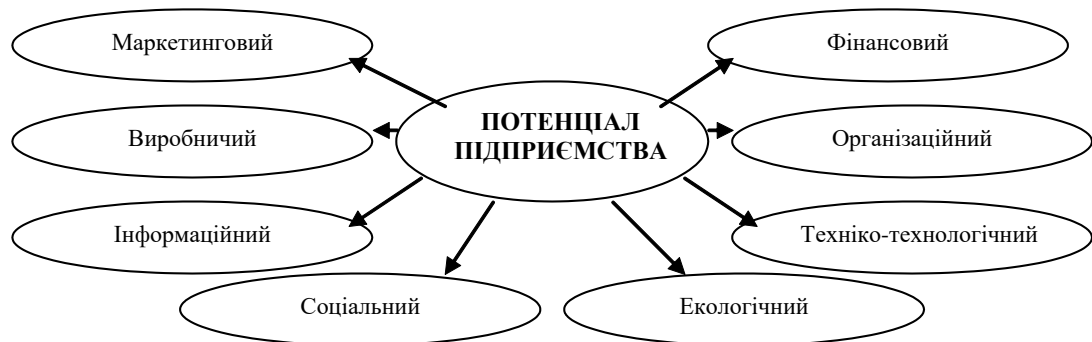 Маркетинговий
Фінансовий
ПОТЕНЦІАЛ
ПІДПРИЄМСТВА
Виробничий
Організаційний
Інформаційний
Техніко-технологічний
Соціальний
Екологічний